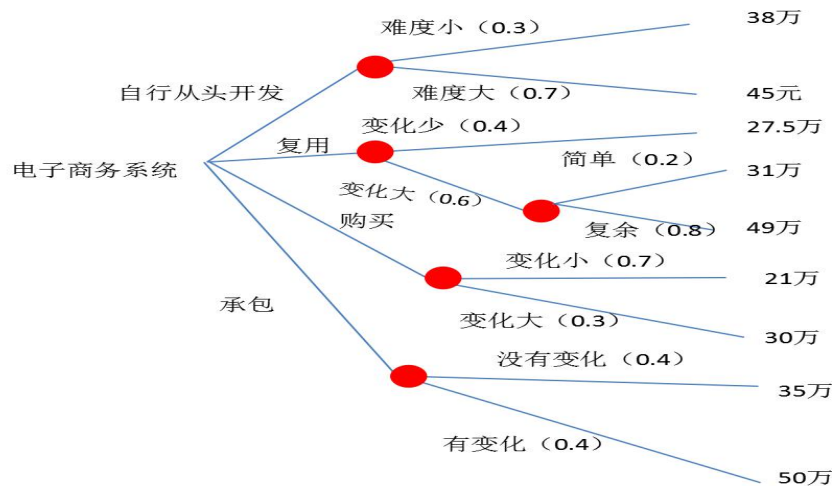 难度小（0.3）
38万
自行从头开发
难度大（0.7）
45元
变化少（0.4）
27.5万
复用
简单（0.2）
31万
电子商务系统
变化大（0.6）
复余（0.8）
49万
购买
变化小（0.7）
21万
承包
变化大（0.3）
30万
没有变化（0.4）
35万
有变化（0.4）
50万